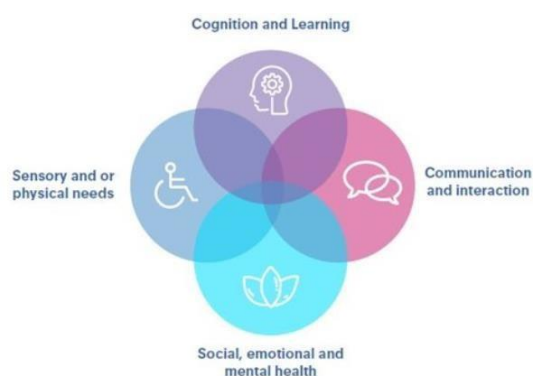 Cognition and Learning
Sensory and or
physical needs
Communication
and interaction
Social, emotional and
mental health